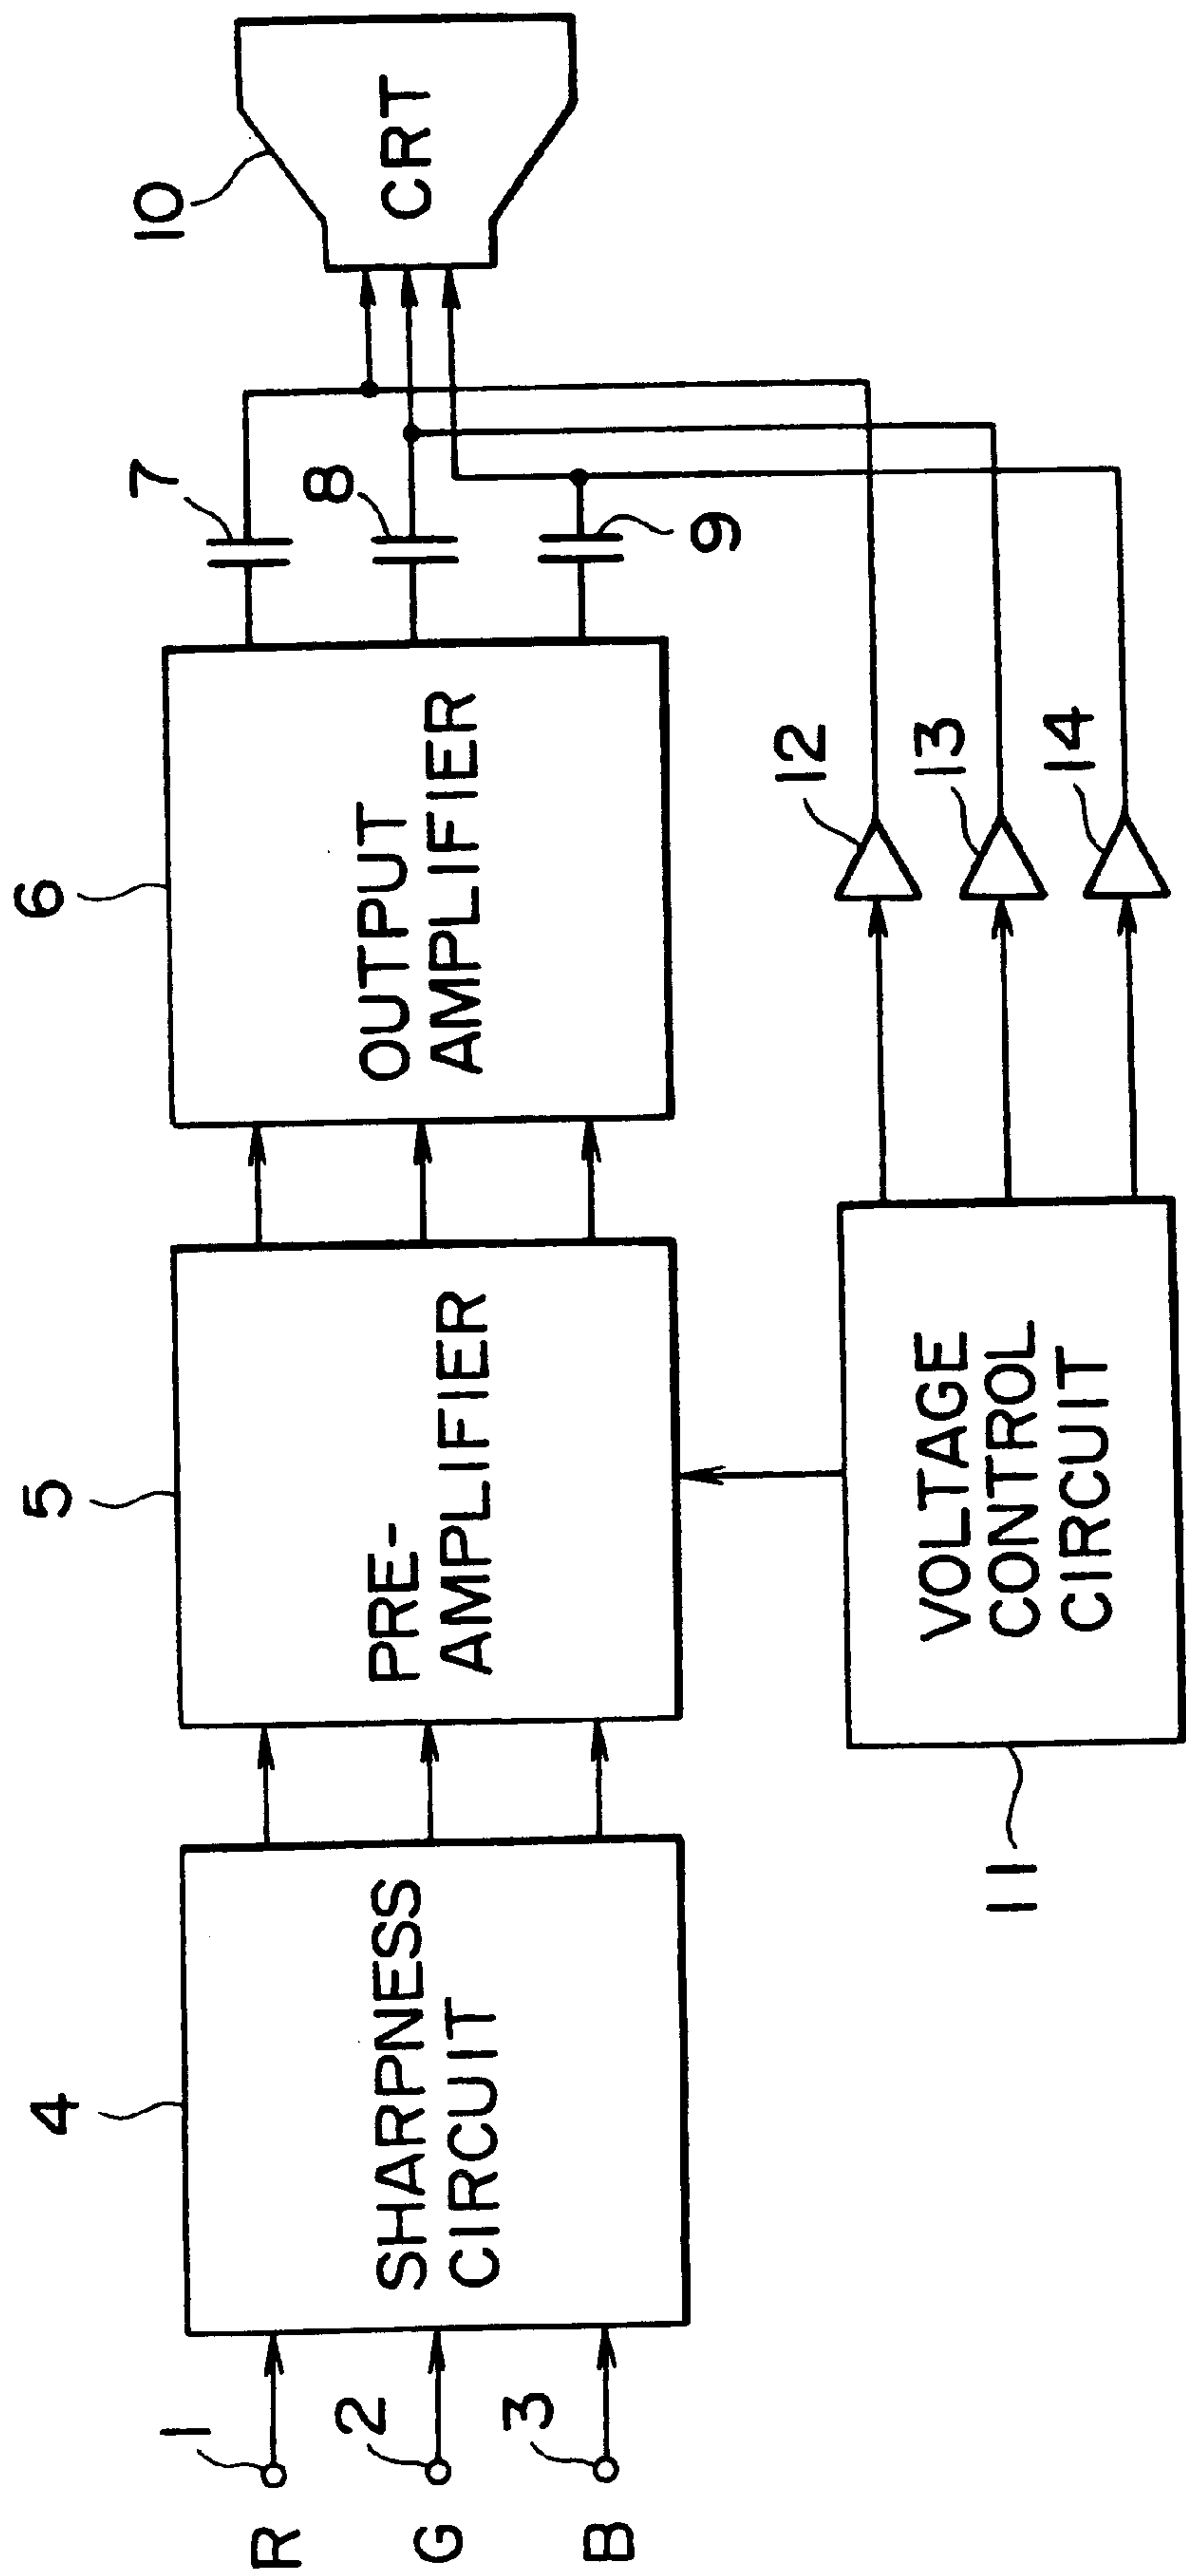 R
1
G
2
B
3
4
SHARPNESS
CIRCUIT
5
PRE-
AMPLIFIER
6
OUTPUT
AMPLIFIER
7
8
9
10
CRT
11
VOLTAGE
CONTROL
CIRCUIT
12
13
14